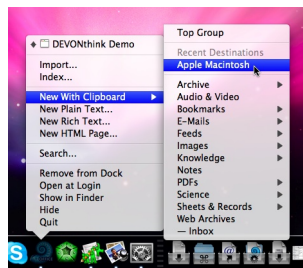 DEVONthink Demo
Import...
Index...
New With Clipboard
New Plain Text...
New Rich Text...
New HTML Page...
Search...
Remove from Dock
Open at Login
Show in Finder
Hide
Quit
Top Group
Recent Destinations
Apple Macintosh
Archive
Audio & Video
Bookmarks
E-Mails
Feeds
Images
Knowledge
Notes
PDFs
Science
Sheets & Records
Web Archives
— Inbox